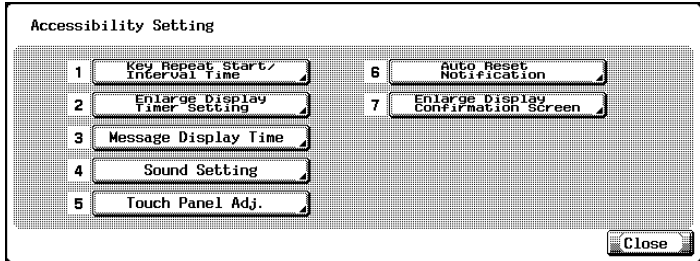 Accessibility Setting
1 Key Repeat Start/
Interval Time
2 Enlarge Display
Timer Setting
3 Message Display Time
4 Sound Setting
5 Touch Panel Adj.
6 Auto Reset
Notification
7 Enlarge Display
Confirmation Screen
Close